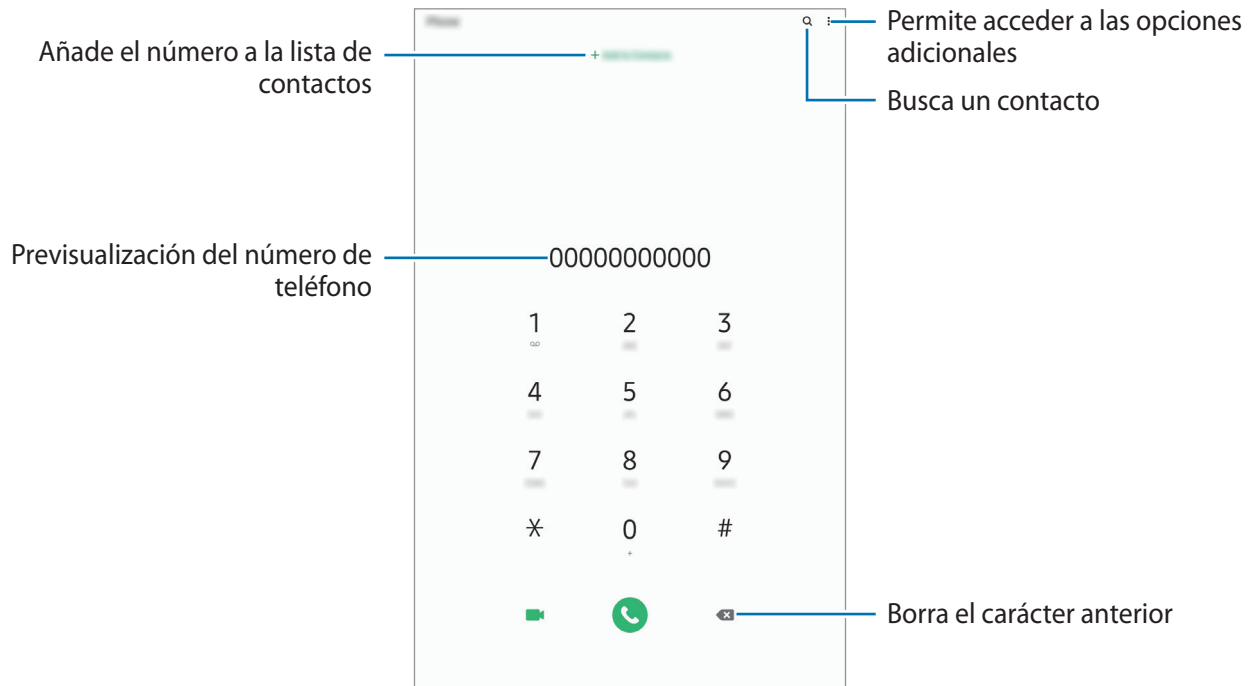 Permite acceder a las opciones
adicionales
Añade el número a la lista de
contactos
+
Busca un contacto
Previsualización del número de
teléfono
00000000000
1 2 3
4 5 6
7 8 9
* 0 #
+
Borra el carácter anterior